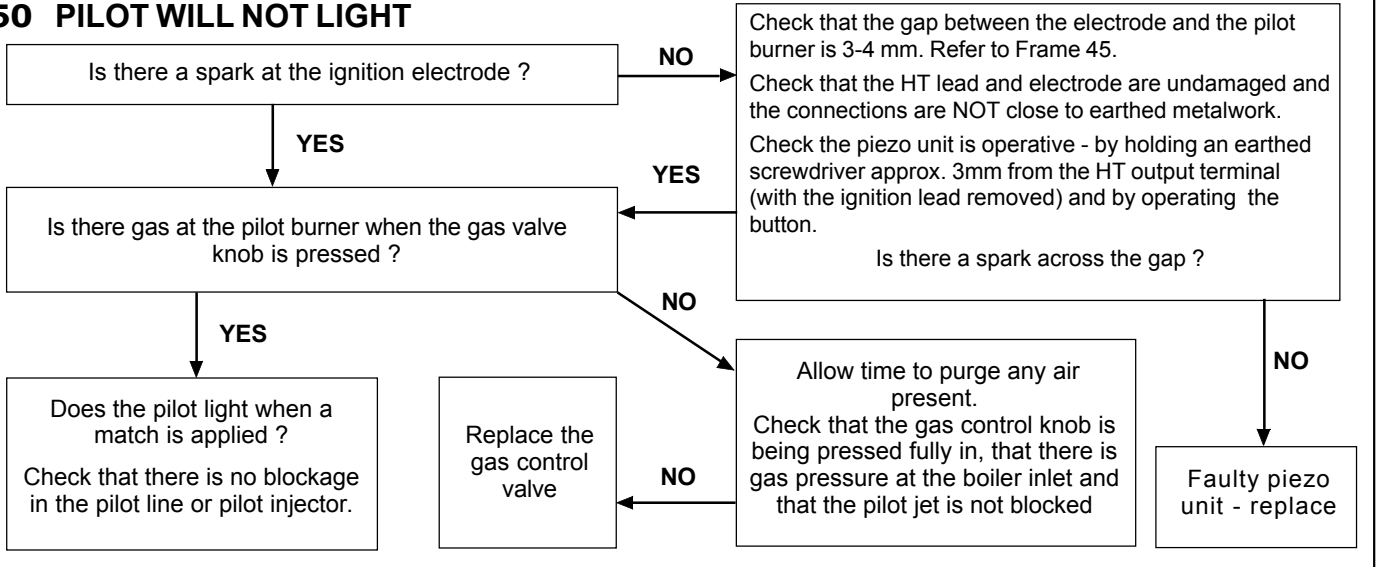 50 PILOT WILL NOT LIGHT
Is there a spark at the ignition electrode ?
NO
Check that the gap between the electrode and the pilot
burner is 3-4 mm. Refer to Frame 45.
Check that the HT lead and electrode are undamaged and
the connections are NOT close to earthed metalwork.
Check the piezo unit is operative - by holding an earthed
screwdriver approx. 3mm from the HT output terminal
(with the ignition lead removed) and by operating the
button.
Is there a spark across the gap ?
YES
YES
Is there gas at the pilot burner when the gas valve
knob is pressed ?
NO
YES
NO
Does the pilot light when a
match is applied ?
Check that there is no blockage
in the pilot line or pilot injector.
Replace the
gas control
valve
NO
Allow time to purge any air
present.
Check that the gas control knob is
being pressed fully in, that there is
gas pressure at the boiler inlet and
that the pilot jet is not blocked
Faulty piezo
unit - replace